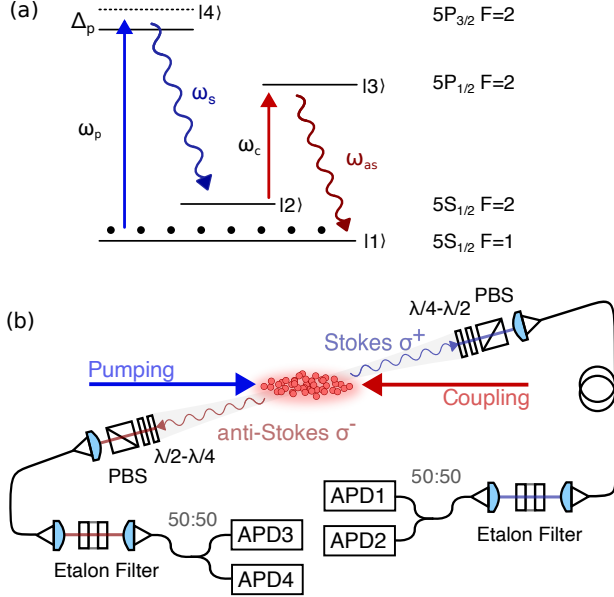 (a)
|4⟩
5P3/2 F=2
Δp
ωs
|3⟩
5P1/2 F=2
ωp
ωc
ωas
|2⟩
5S1/2 F=2
|1⟩
5S1/2 F=1
(b)
λ/4-λ/2
PBS
Stokes σ+
Pumping
Coupling
anti-Stokes σ-
λ/2-λ/4
PBS
50:50
APD1
APD2
Etalon Filter
50:50
APD3
Etalon Filter
APD4